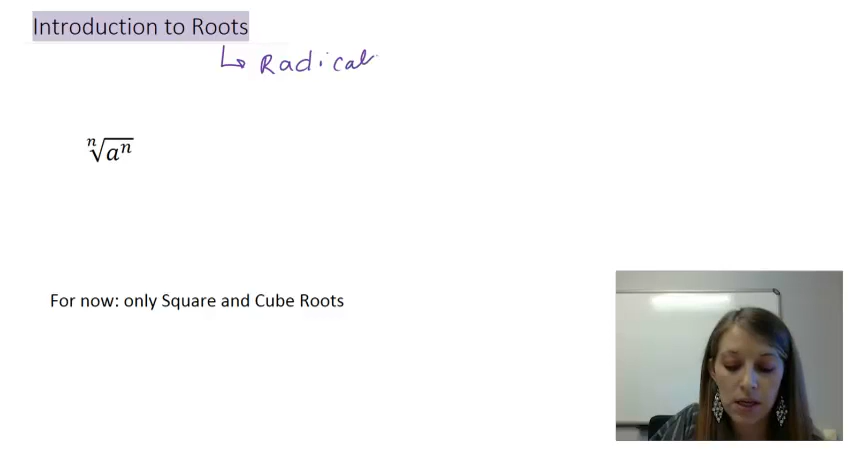 Introduction to Roots
↳ Radical
ⁿ√aⁿ
For now: only Square and Cube Roots